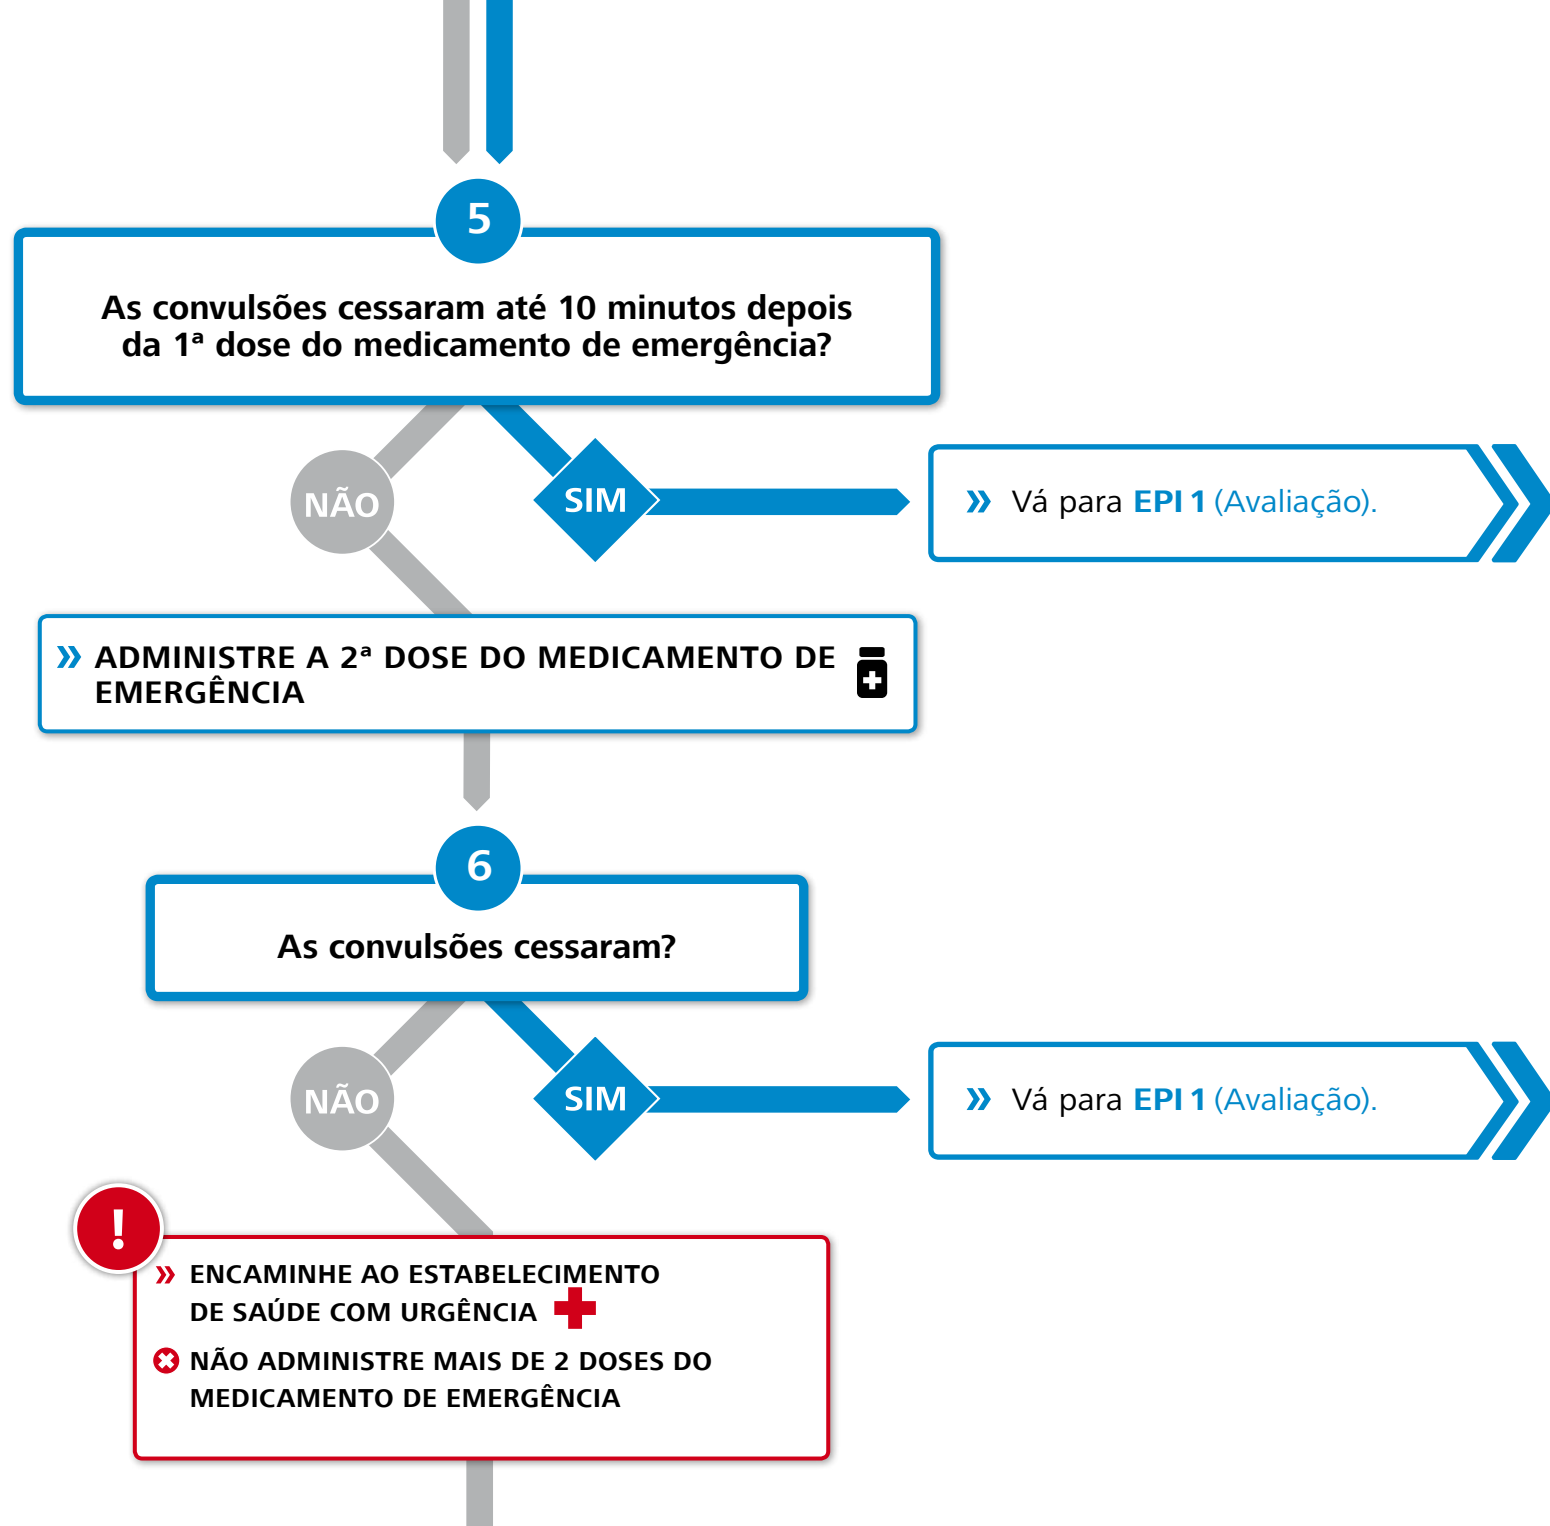 5
As convulsões cessaram até 10 minutos depois
da 1ª dose do medicamento de emergência?
NÃO
SIM
» Vá para EPI 1 (Avaliação).
» ADMINISTRE A 2ª DOSE DO MEDICAMENTO DE
EMERGÊNCIA
6
As convulsões cessaram?
NÃO
SIM
» Vá para EPI 1 (Avaliação).
!
» ENCAMINHE AO ESTABELECIMENTO
DE SAÚDE COM URGÊNCIA
NÃO ADMINISTRE MAIS DE 2 DOSES DO
MEDICAMENTO DE EMERGÊNCIA